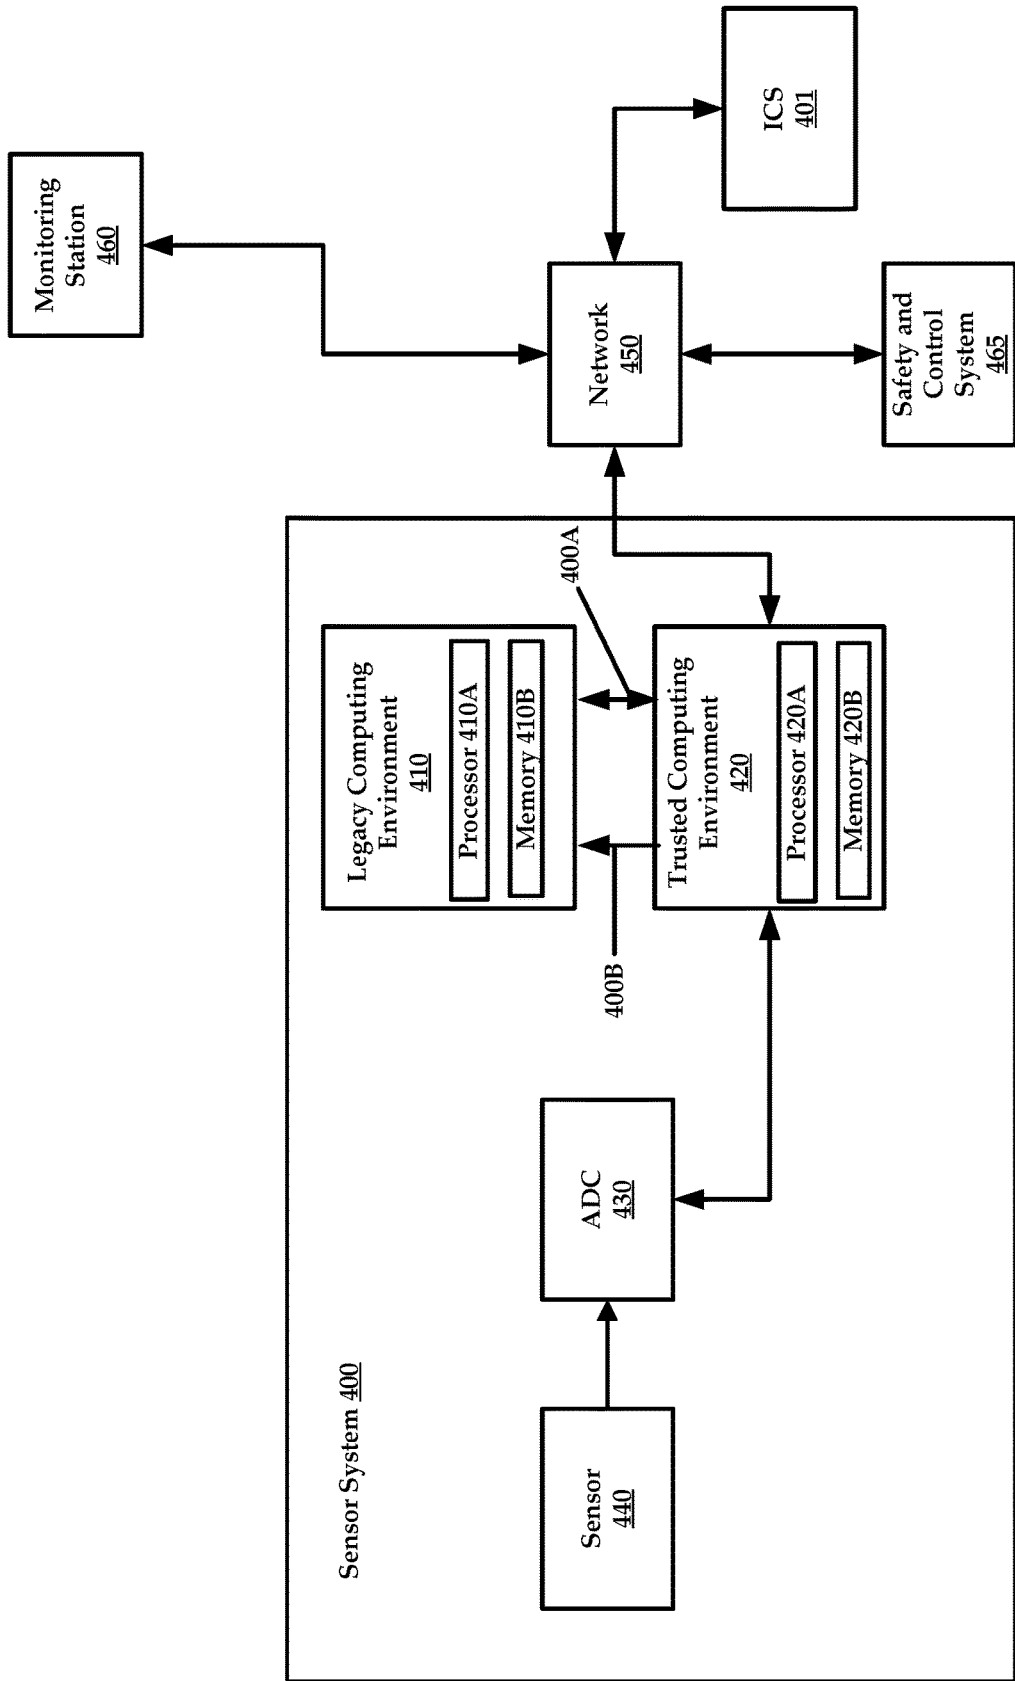 Sensor System 400
Sensor
440
ADC
430
Legacy Computing
Environment
410
Processor 410A
Memory 410B
400B
400A
Trusted Computing
Environment
420
Processor 420A
Memory 420B
Network
450
Monitoring
Station
460
Safety and
Control
System
465
ICS
401